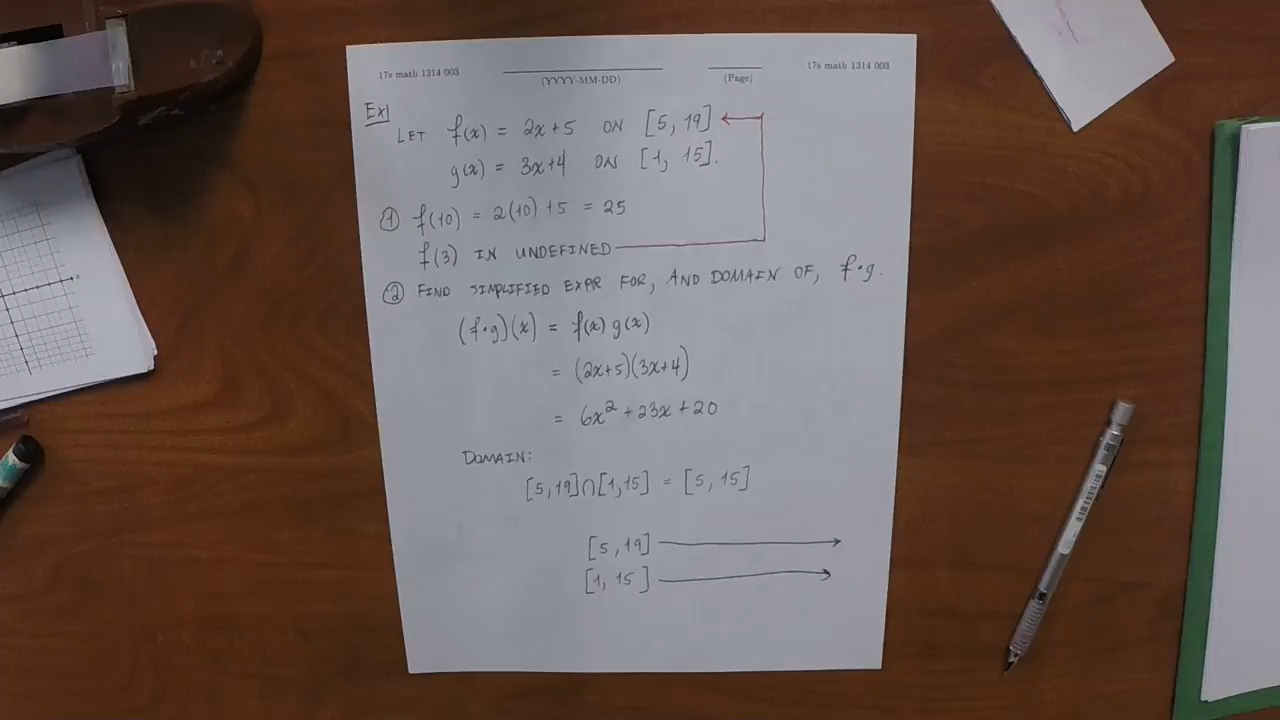 17s math 1314 003 (YYYY-MM-DD) (Page) 17s math 1314 003
Ex
LET f(x) = 2x+5 ON [5, 19]
g(x) = 3x+4 ON [1, 15].
① f(10) = 2(10) +5 = 25
f(3) IN UNDEFINED
② FIND SIMPLIFIED EXPR FOR, AND DOMAIN OF, f·g.
(f·g)(x) = f(x) g(x)
= (2x+5)(3x+4)
= 6x² + 23x + 20
DOMAIN:
[5,19]∩[1,15] = [5, 15]
[5, 19]
[1, 15]